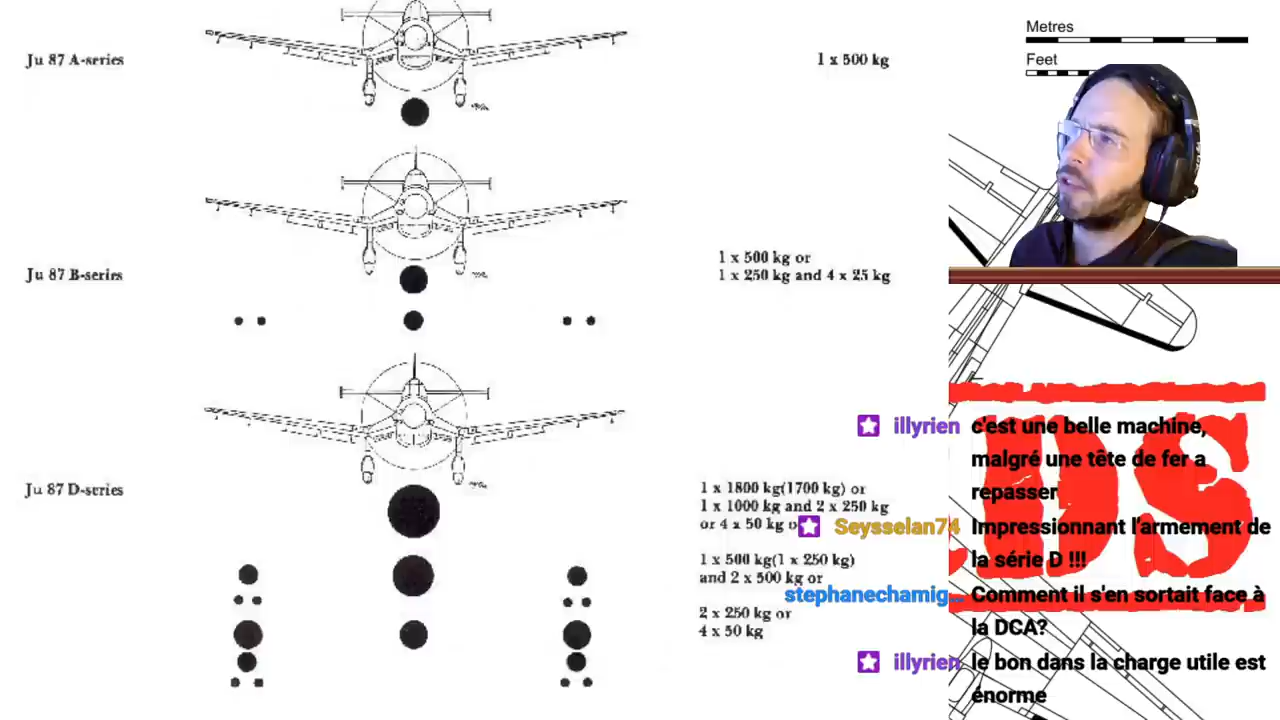 Metres
Feet
Ju 87 A-series
1 x 500 kg
Ju 87 B-series
1 x 500 kg or
1 x 250 kg and 4 x 25 kg
Ju 87 D-series
1 x 1800 kg(1700 kg) or
1 x 1000 kg and 2 x 250 kg
or 4 x 50 kg
1 x 500 kg(1 x 250 kg)
and 2 x 500 kg or
2 x 250 kg or
4 x 50 kg
DS
illyrien c'est une belle machine,
malgré une tête de fer a
repasser
Seysselan74 Impressionnant l'armement de
la série D !!!
stephanechamig... Comment il s'en sortait face à
la DCA?
illyrien le bon dans la charge utile est
énorme